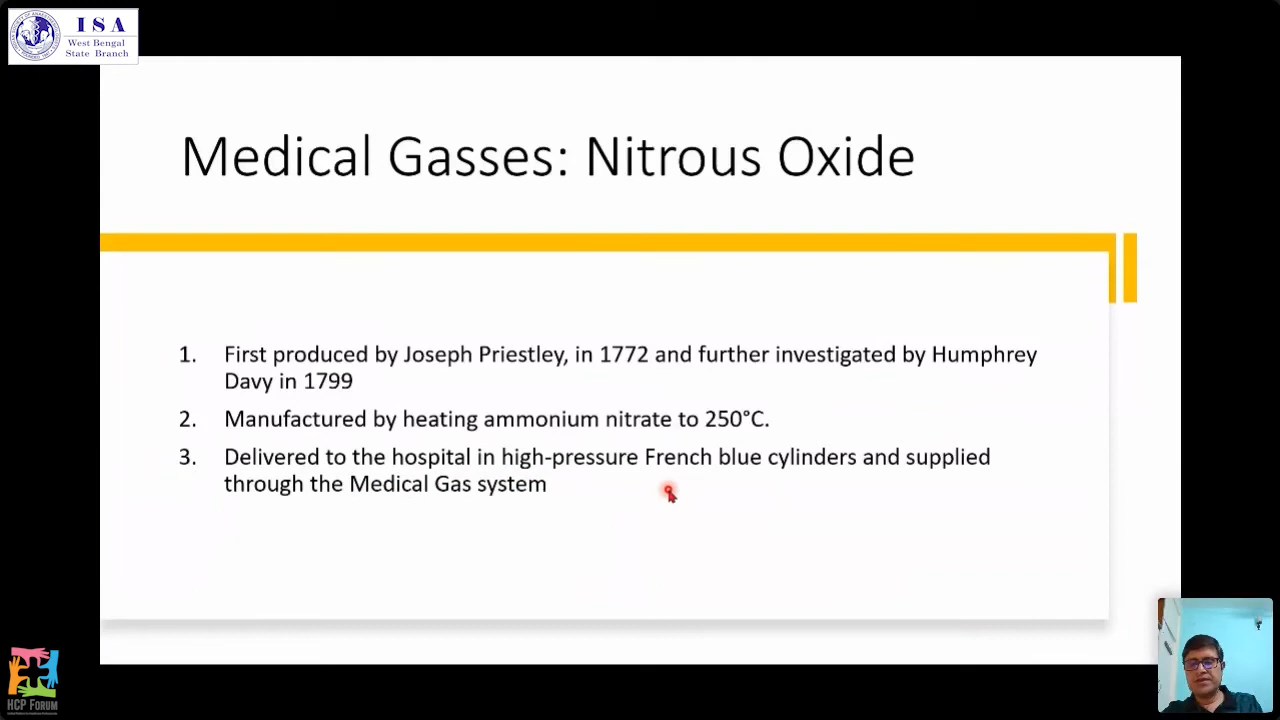 I S A
West Bengal
State Branch
Medical Gasses: Nitrous Oxide
1. First produced by Joseph Priestley, in 1772 and further investigated by Humphrey
Davy in 1799
2. Manufactured by heating ammonium nitrate to 250°C.
3. Delivered to the hospital in high-pressure French blue cylinders and supplied
through the Medical Gas system
HCP FORUM